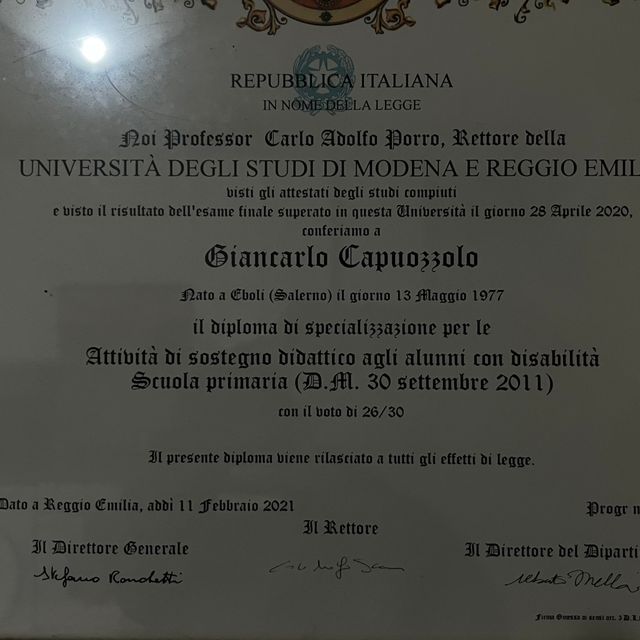 REPUBBLICA ITALIANA
IN NOME DELLA LEGGE
Noi Professor Carlo Adolfo Porro, Rettore della
UNIVERSITÀ DEGLI STUDI DI MODENA E REGGIO EMIL
visti gli attestati degli studi compiuti
e visto il risultato dell'esame finale superato in questa Università il giorno 28 Aprile 2020,
conferiamo a
Giancarlo Capuozzolo
Nato a Eboli (Salerno) il giorno 13 Maggio 1977
il diploma di specializzazione per le
Attività di sostegno didattico agli alunni con disabilità
Scuola primaria (D.M. 30 settembre 2011)
con il voto di 26/30
Il presente diploma viene rilasciato a tutti gli effetti di legge.
Dato a Reggio Emilia, addì 11 Febbraio 2021
Progr n
Il Rettore
Il Direttore Generale
Il Direttore del Diparti
Stefano Ronchetti